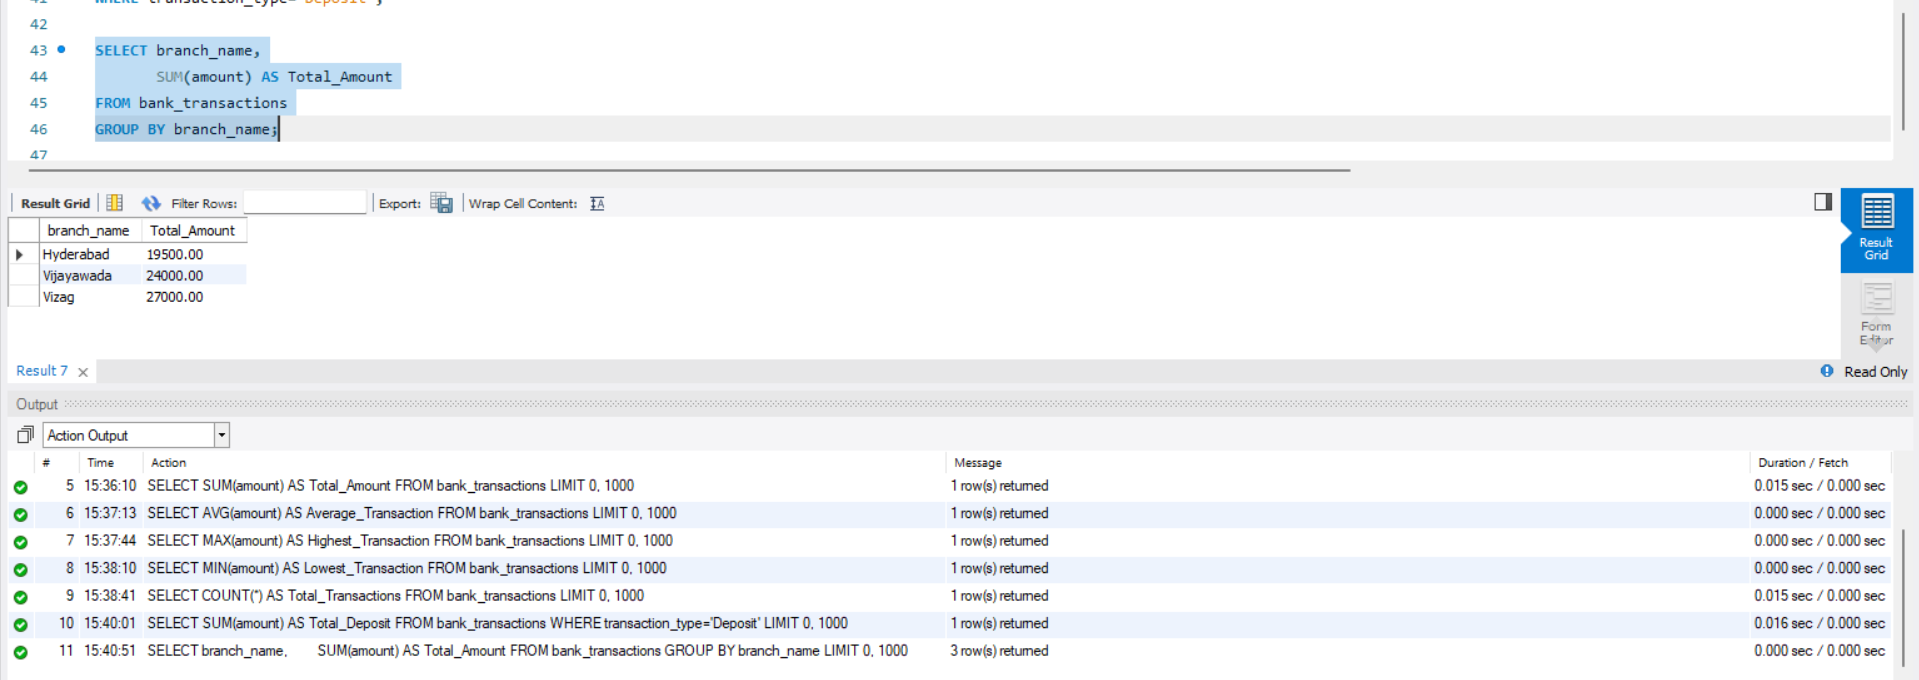 41 WHERE transaction_type='Deposit';
42
43 SELECT branch_name,
44 SUM(amount) AS Total_Amount
45 FROM bank_transactions
46 GROUP BY branch_name;
47
Result Grid Filter Rows: Export: Wrap Cell Content: IA
branch_name Total_Amount
Hyderabad 19500.00
Vijayawada 24000.00
Vizag 27000.00
Result
Grid
Form
Editor
Result 7 Read Only
Output
Action Output
# Time Action Message Duration / Fetch
5 15:36:10 SELECT SUM(amount) AS Total_Amount FROM bank_transactions LIMIT 0, 1000 1 row(s) returned 0.015 sec / 0.000 sec
6 15:37:13 SELECT AVG(amount) AS Average_Transaction FROM bank_transactions LIMIT 0, 1000 1 row(s) returned 0.000 sec / 0.000 sec
7 15:37:44 SELECT MAX(amount) AS Highest_Transaction FROM bank_transactions LIMIT 0, 1000 1 row(s) returned 0.000 sec / 0.000 sec
8 15:38:10 SELECT MIN(amount) AS Lowest_Transaction FROM bank_transactions LIMIT 0, 1000 1 row(s) returned 0.000 sec / 0.000 sec
9 15:38:41 SELECT COUNT(*) AS Total_Transactions FROM bank_transactions LIMIT 0, 1000 1 row(s) returned 0.015 sec / 0.000 sec
10 15:40:01 SELECT SUM(amount) AS Total_Deposit FROM bank_transactions WHERE transaction_type='Deposit' LIMIT 0, 1000 1 row(s) returned 0.016 sec / 0.000 sec
11 15:40:51 SELECT branch_name, SUM(amount) AS Total_Amount FROM bank_transactions GROUP BY branch_name LIMIT 0, 1000 3 row(s) returned 0.000 sec / 0.000 sec